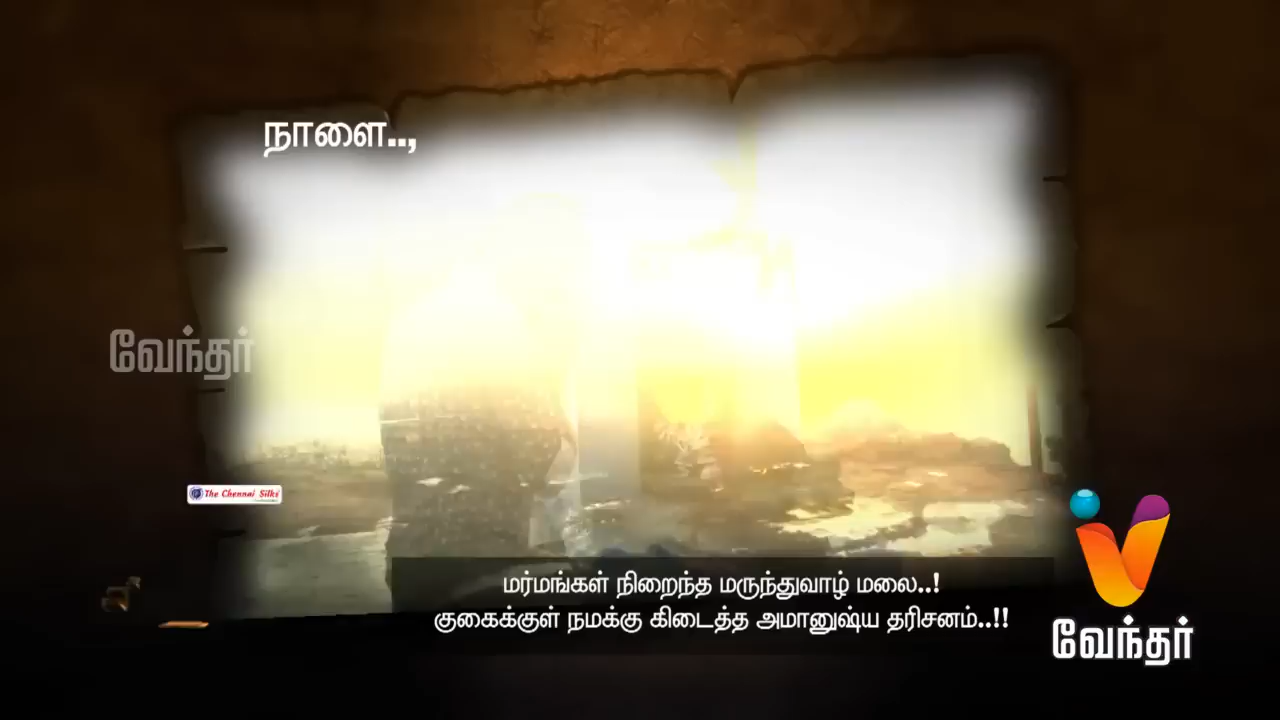 நாளை..,
வேந்தர்
The Chennai Silks
மர்மங்கள் நிறைந்த மருந்துவாழ் மலை..!
குகைக்குள் நமக்கு கிடைத்த அமானுஷ்ய தரிசனம்..!!
வேந்தர்